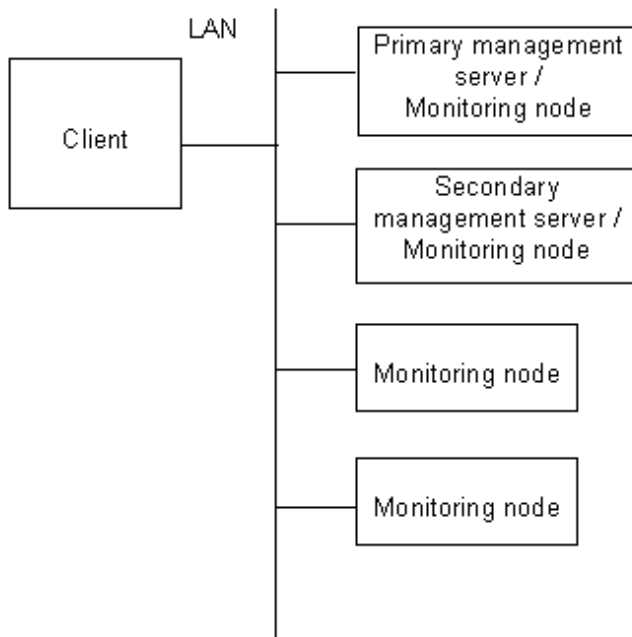 LAN
Client
Primary management
server /
Monitoring node
Secondary
management server /
Monitoring node
Monitoring node
Monitoring node